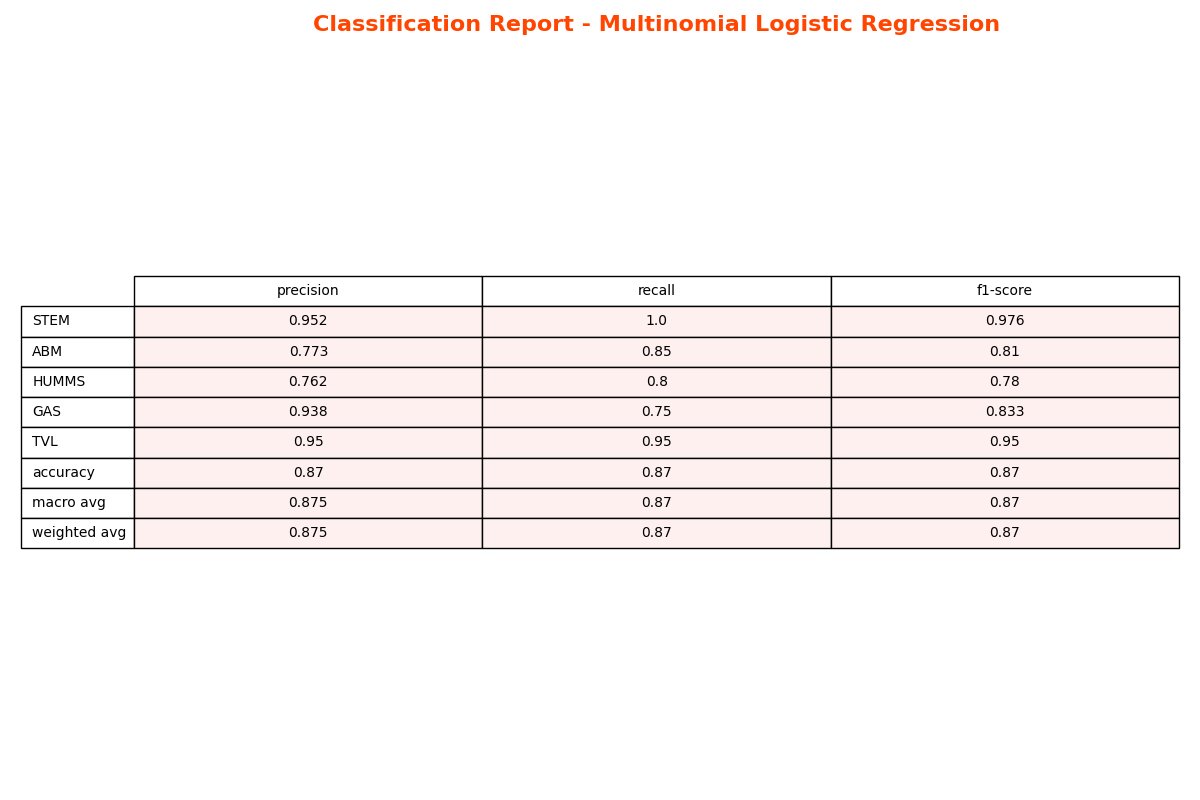 Classification Report - Multinomial Logistic Regression
precision recall f1-score
STEM 0.952 1.0 0.976
ABM 0.773 0.85 0.81
HUMMS 0.762 0.8 0.78
GAS 0.938 0.75 0.833
TVL 0.95 0.95 0.95
accuracy 0.87 0.87 0.87
macro avg 0.875 0.87 0.87
weighted avg 0.875 0.87 0.87